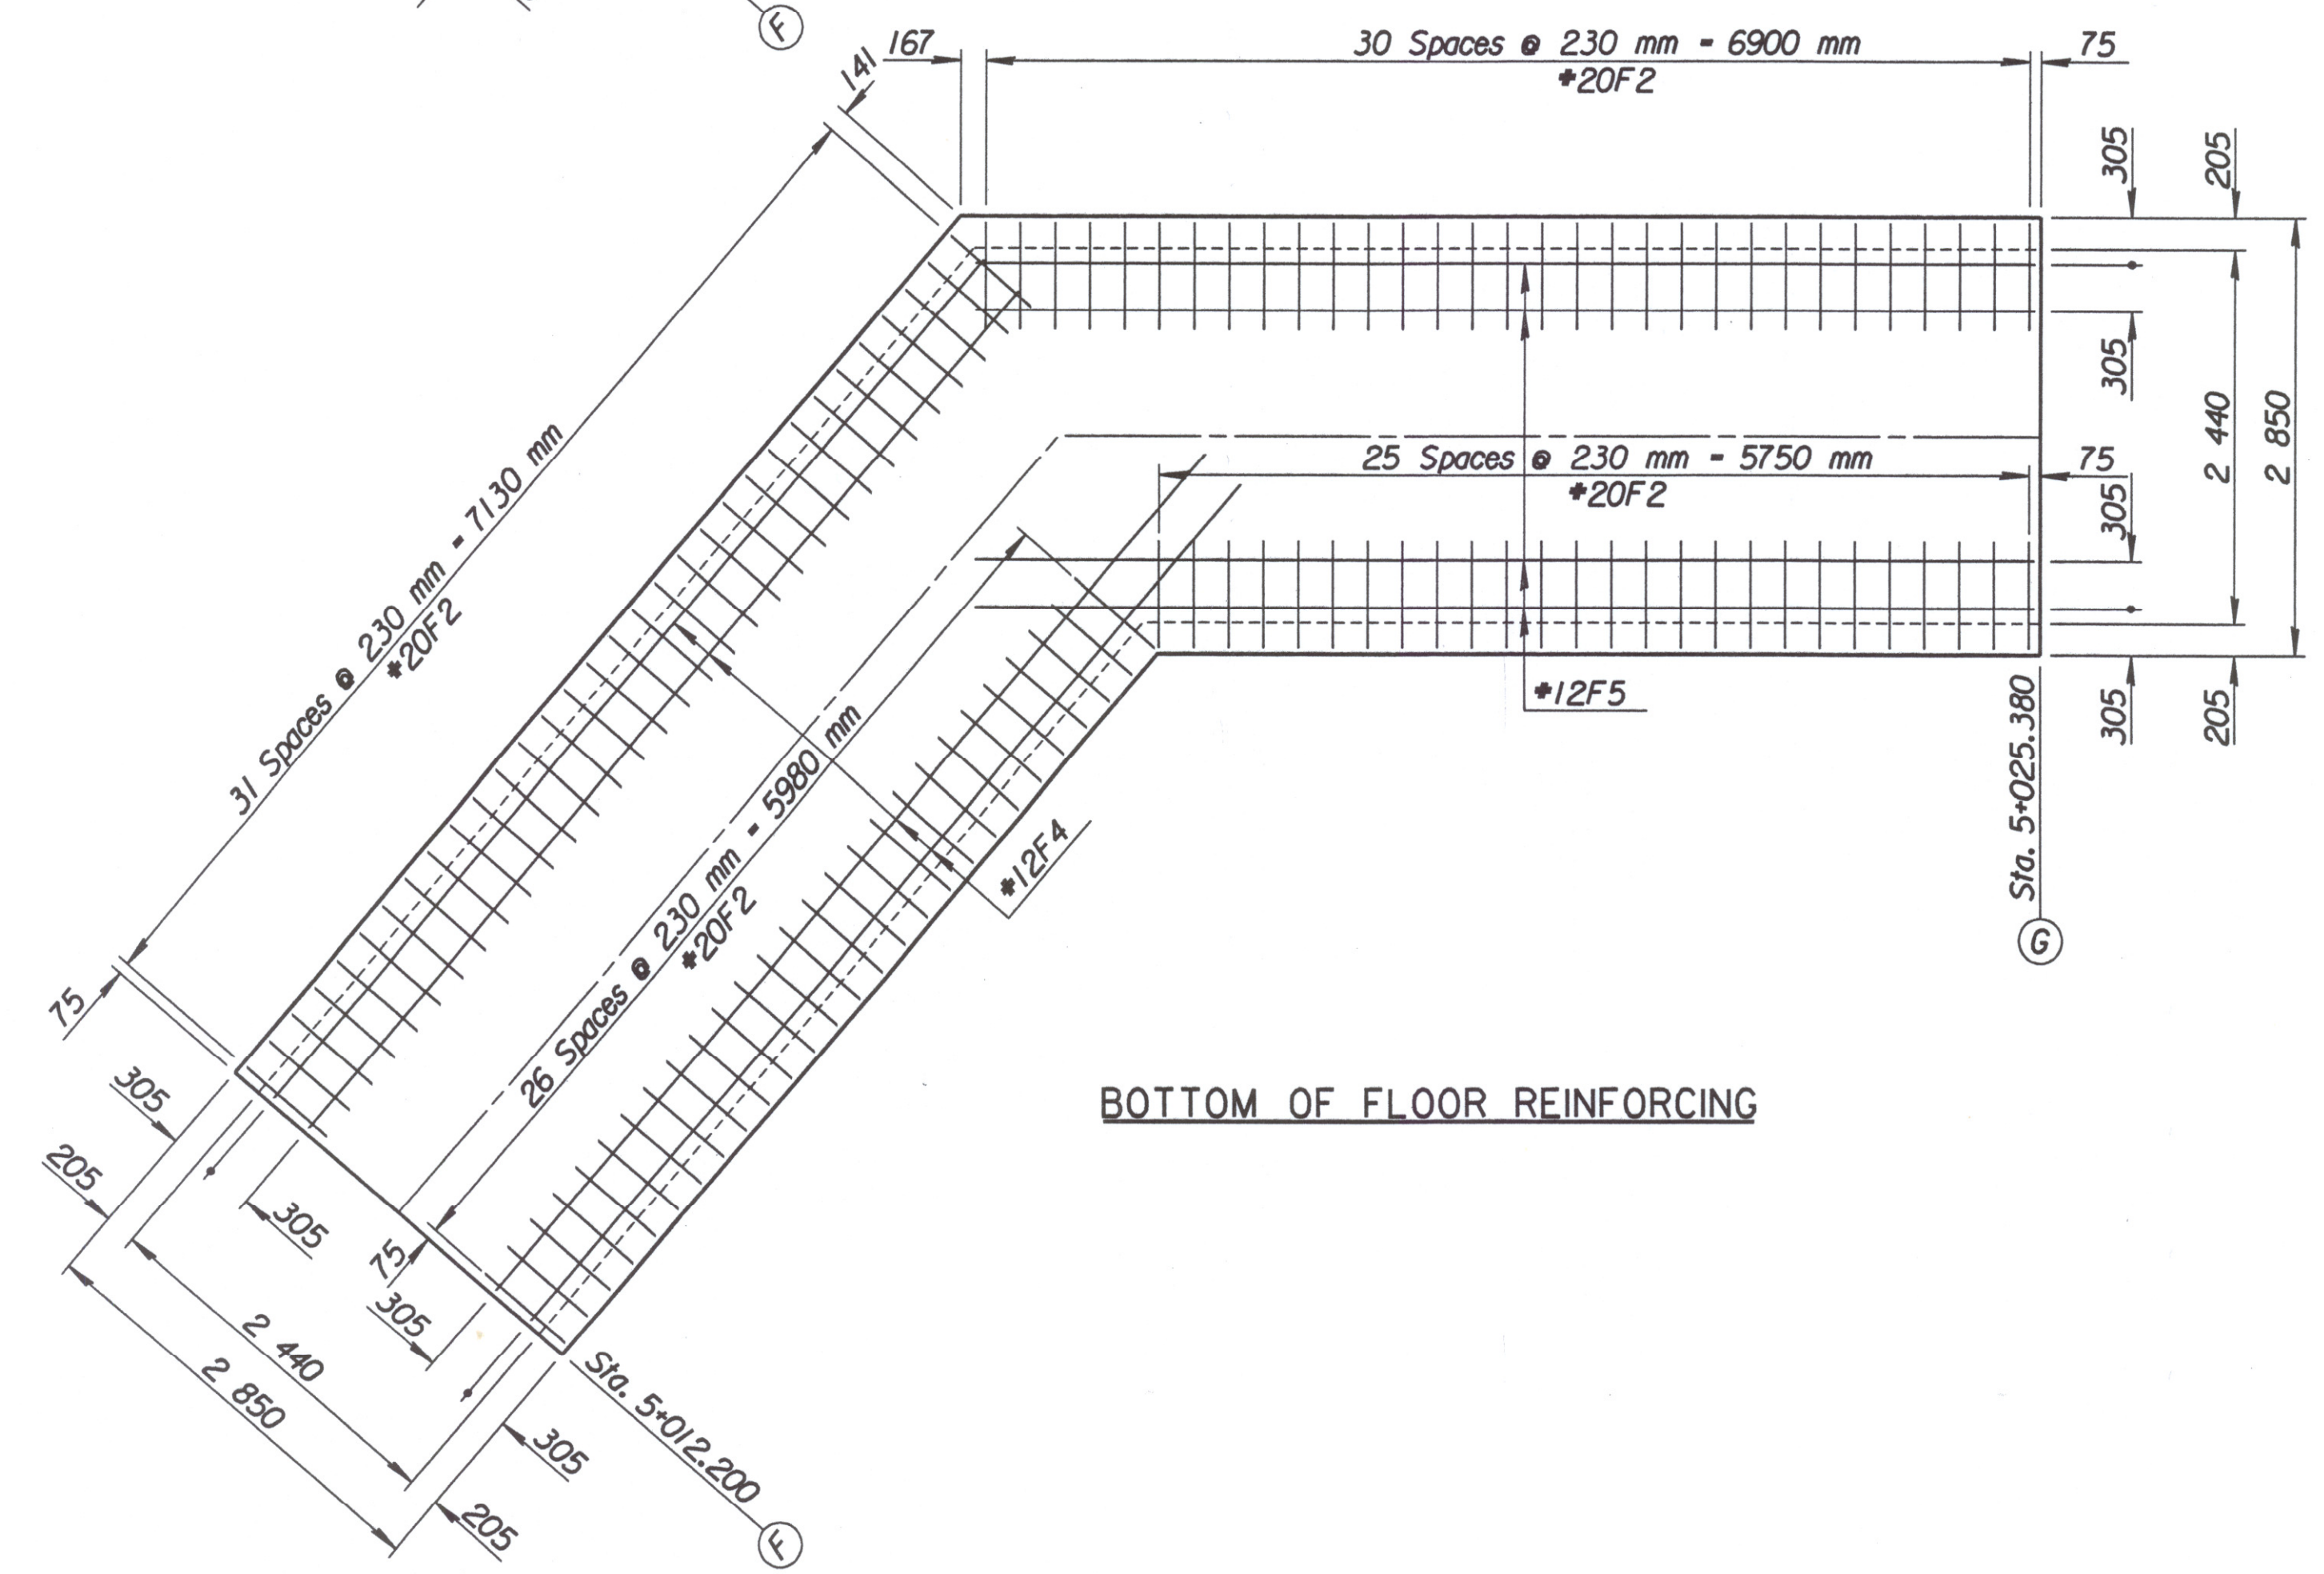 F
167
30 Spaces @ 230 mm - 6900 mm
#20F2
75
141
305
205
305
2 440
2 850
25 Spaces @ 230 mm - 5750 mm
#20F2
75
305
31 Spaces @ 230 mm - 7130 mm
#20F2
26 Spaces @ 230 mm - 5980 mm
#20F2
#12F5
#12F4
305
205
Sta. 5+025.380
G
75
305
205
305
75
305
2 440
2 850
BOTTOM OF FLOOR REINFORCING
Sta. 5+012.200
F
305
205